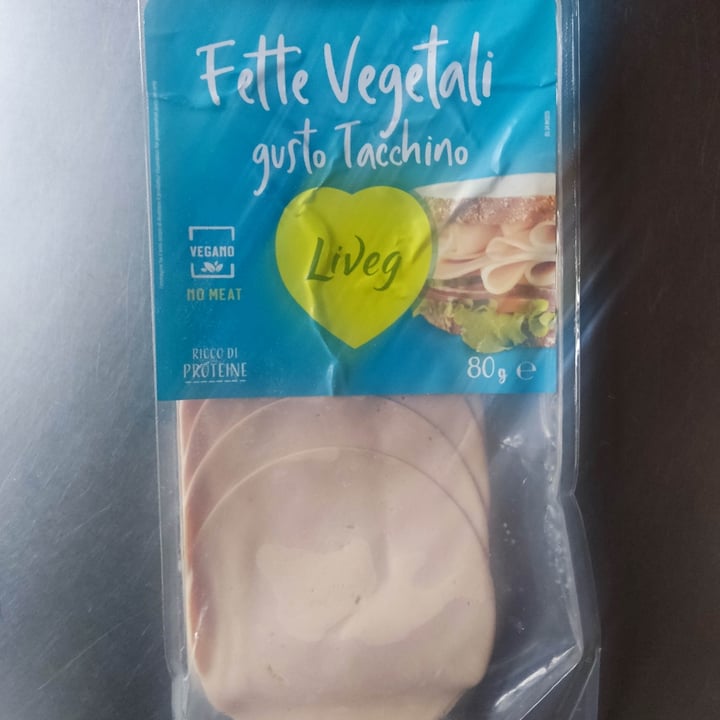 Fette Vegetali
gusto Tacchino
LiVeg
VEGANO
NO MEAT
RICCO DI
PROTEINE
80g ℮